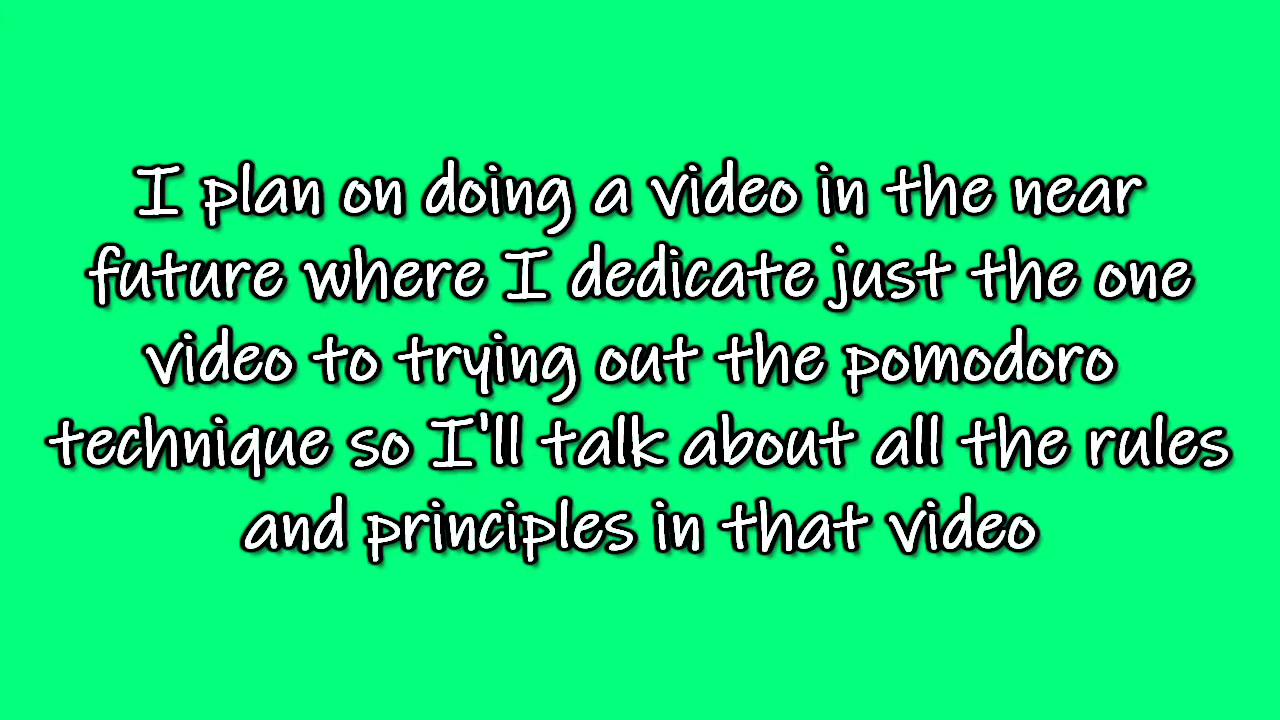 I plan on doing a video in the near
future where I dedicate just the one
video to trying out the pomodoro
technique so I'll talk about all the rules
and principles in that video